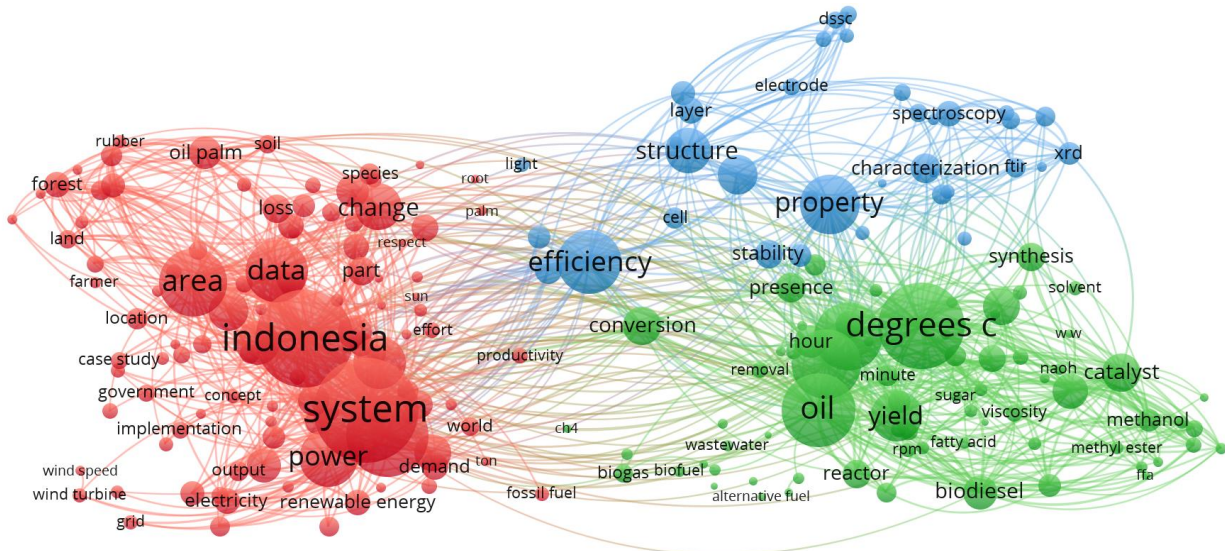 dssc
electrode
layer
spectroscopy
rubber
oil palm
soil
structure
xrd
light
characterization
ftir
species
forest
root
loss
change
property
palm
cell
land
respect
stability
synthesis
efficiency
data
part
farmer
area
presence
solvent
sun
location
conversion
degrees c
indonesia
effort
w w
hour
case study
productivity
removal
minute
naoh
catalyst
government
concept
sugar
system
oil
yield
viscosity
methanol
implementation
world
ch4
wastewater
rpm
fatty acid
methyl ester
power
wind speed
output
demand
ton
biogas
biofuel
reactor
ffa
wind turbine
electricity
renewable energy
fossil fuel
alternative fuel
biodiesel
grid